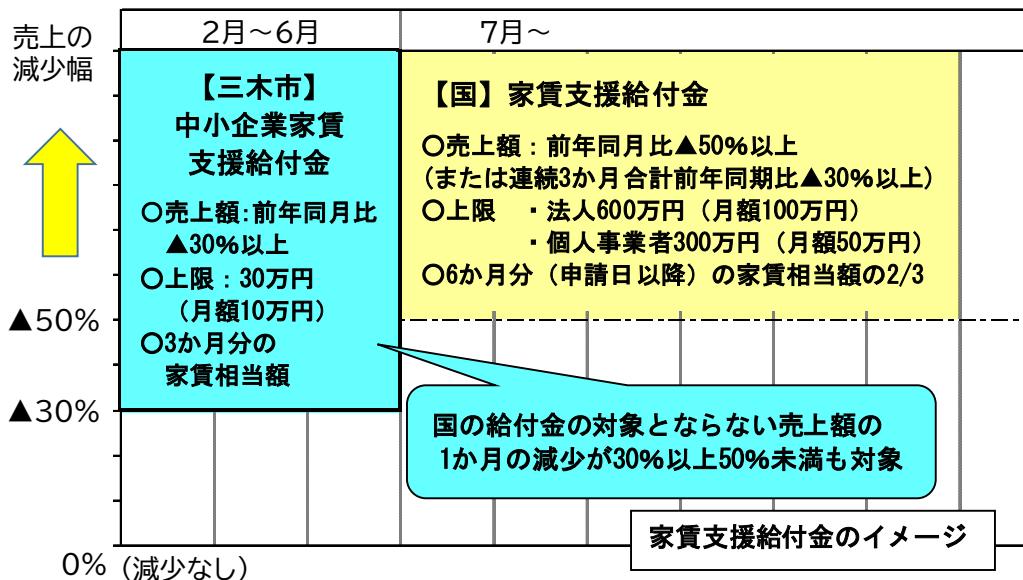 売上の
減少幅
2月～6月
7月～
【三木市】
中小企業家賃
支援給付金
○売上額：前年同月比
▲30%以上
○上限：30万円
（月額10万円）
○3か月分の
家賃相当額
【国】家賃支援給付金
○売上額：前年同月比▲50%以上
(または連続3か月合計前年同期比▲30%以上)
○上限　・法人600万円（月額100万円）
・個人事業者300万円（月額50万円）
○6か月分（申請日以降）の家賃相当額の2/3
▲50%
▲30%
国の給付金の対象とならない売上額の
1か月の減少が30%以上50%未満も対象
家賃支援給付金のイメージ
0%（減少なし）